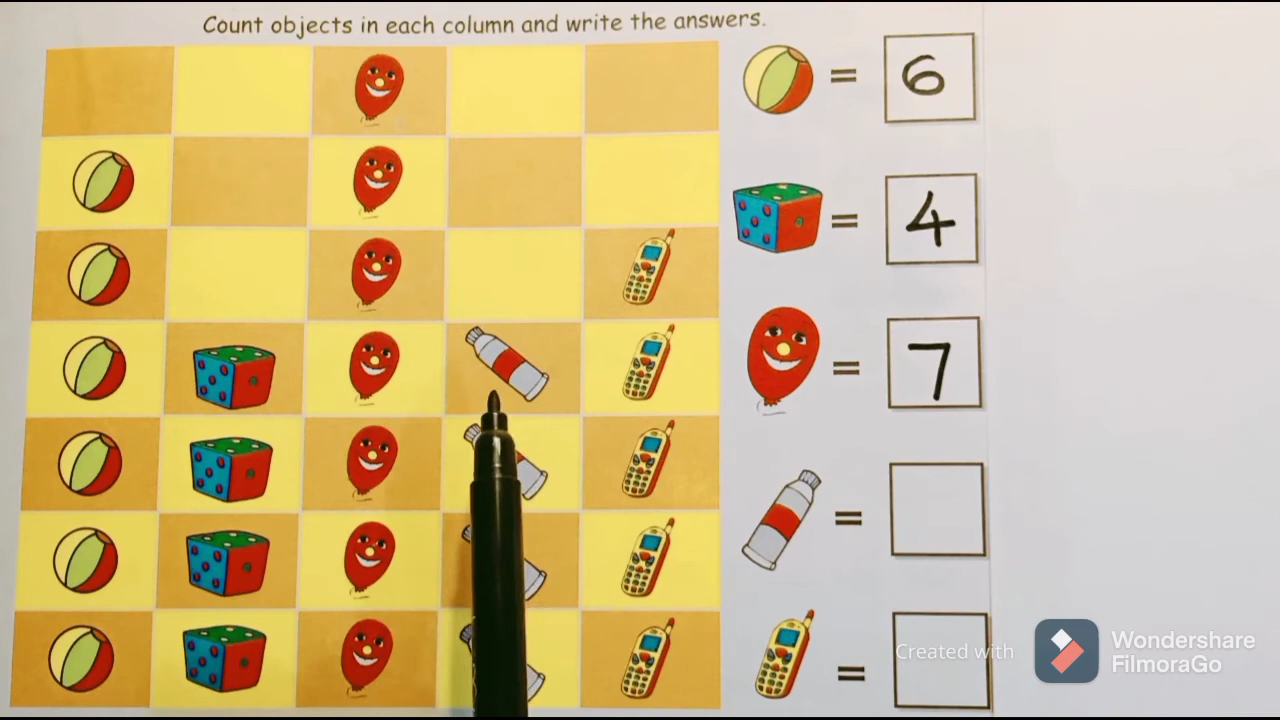 Count objects in each column and write the answers.
= 6
= 4
= 7
=
=
Created with
Wondershare
FilmoraGo